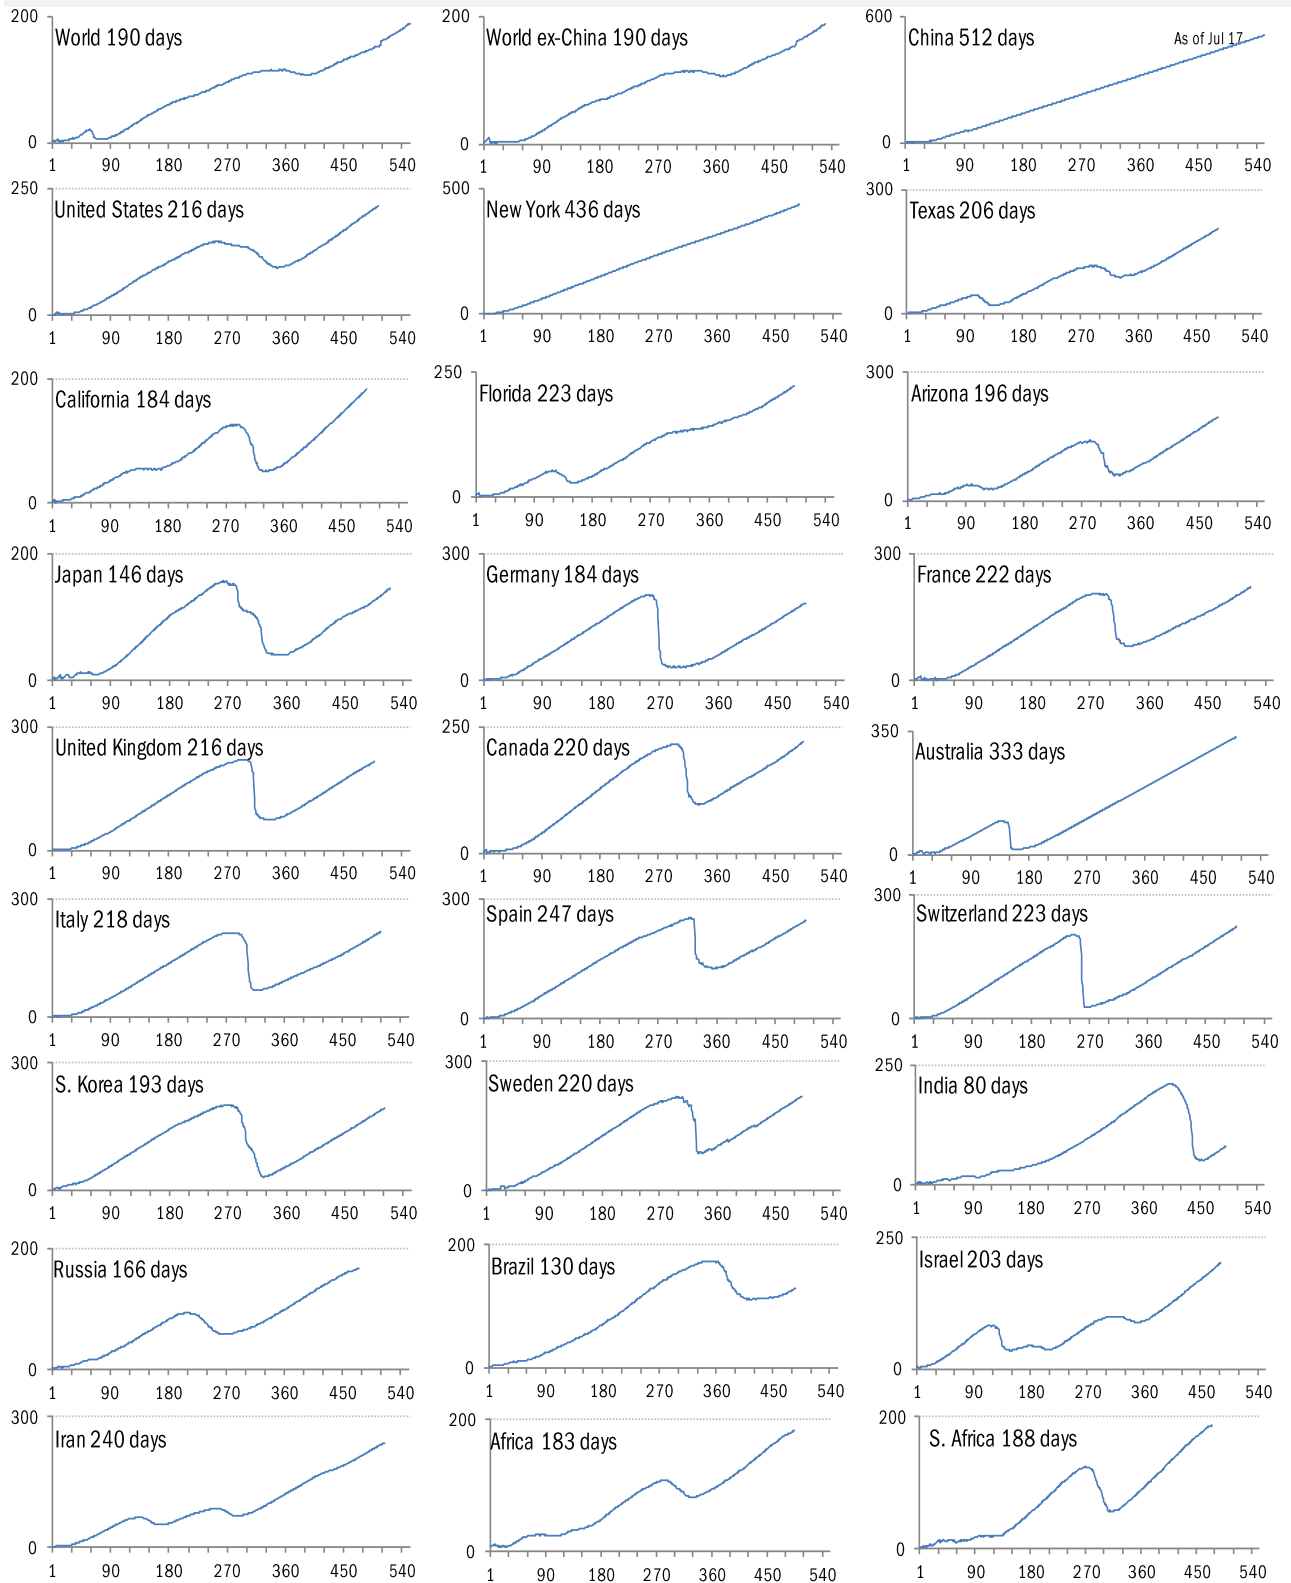 200
World 190 days
0
1 90 180 270 360 450 540
200
World ex-China 190 days
0
1 90 180 270 360 450 540
600
China 512 days
As of Jul 17
0
1 90 180 270 360 450 540
250
United States 216 days
0
1 90 180 270 360 450 540
500
New York 436 days
0
1 90 180 270 360 450 540
300
Texas 206 days
0
1 90 180 270 360 450 540
200
California 184 days
0
1 90 180 270 360 450 540
250
Florida 223 days
0
1 90 180 270 360 450 540
300
Arizona 196 days
0
1 90 180 270 360 450 540
200
Japan 146 days
0
1 90 180 270 360 450 540
300
Germany 184 days
0
1 90 180 270 360 450 540
300
France 222 days
0
1 90 180 270 360 450 540
300
United Kingdom 216 days
0
1 90 180 270 360 450 540
250
Canada 220 days
0
1 90 180 270 360 450 540
350
Australia 333 days
0
1 90 180 270 360 450 540
300
Italy 218 days
0
1 90 180 270 360 450 540
300
Spain 247 days
0
1 90 180 270 360 450 540
300
Switzerland 223 days
0
1 90 180 270 360 450 540
300
S. Korea 193 days
0
1 90 180 270 360 450 540
300
Sweden 220 days
0
1 90 180 270 360 450 540
250
India 80 days
0
1 90 180 270 360 450 540
200
Russia 166 days
0
1 90 180 270 360 450 540
200
Brazil 130 days
0
1 90 180 270 360 450 540
250
Israel 203 days
0
1 90 180 270 360 450 540
300
Iran 240 days
0
1 90 180 270 360 450 540
200
Africa 183 days
0
1 90 180 270 360 450 540
200
S. Africa 188 days
0
1 90 180 270 360 450 540